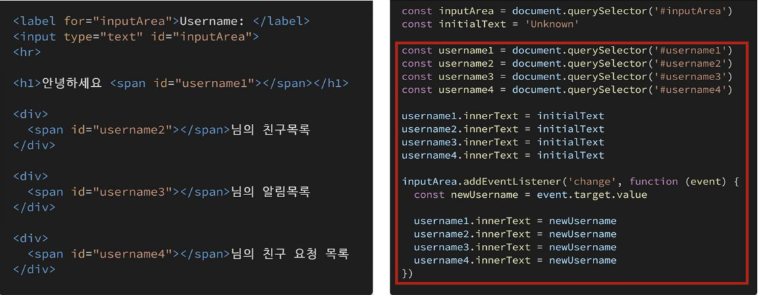 <label for="inputArea">Username: </label>
<input type="text" id="inputArea">
<hr>
<h1>안녕하세요 <span id="username1"></span></h1>
<div>
<span id="username2"></span>님의 친구목록
</div>
<div>
<span id="username3"></span>님의 알림목록
</div>
<div>
<span id="username4"></span>님의 친구 요청 목록
</div>
const inputArea = document.querySelector('#inputArea')
const initialText = 'Unknown'
const username1 = document.querySelector('#username1')
const username2 = document.querySelector('#username2')
const username3 = document.querySelector('#username3')
const username4 = document.querySelector('#username4')
username1.innerText = initialText
username2.innerText = initialText
username3.innerText = initialText
username4.innerText = initialText
inputArea.addEventListener('change', function (event) {
const newUsername = event.target.value
username1.innerText = newUsername
username2.innerText = newUsername
username3.innerText = newUsername
username4.innerText = newUsername
})